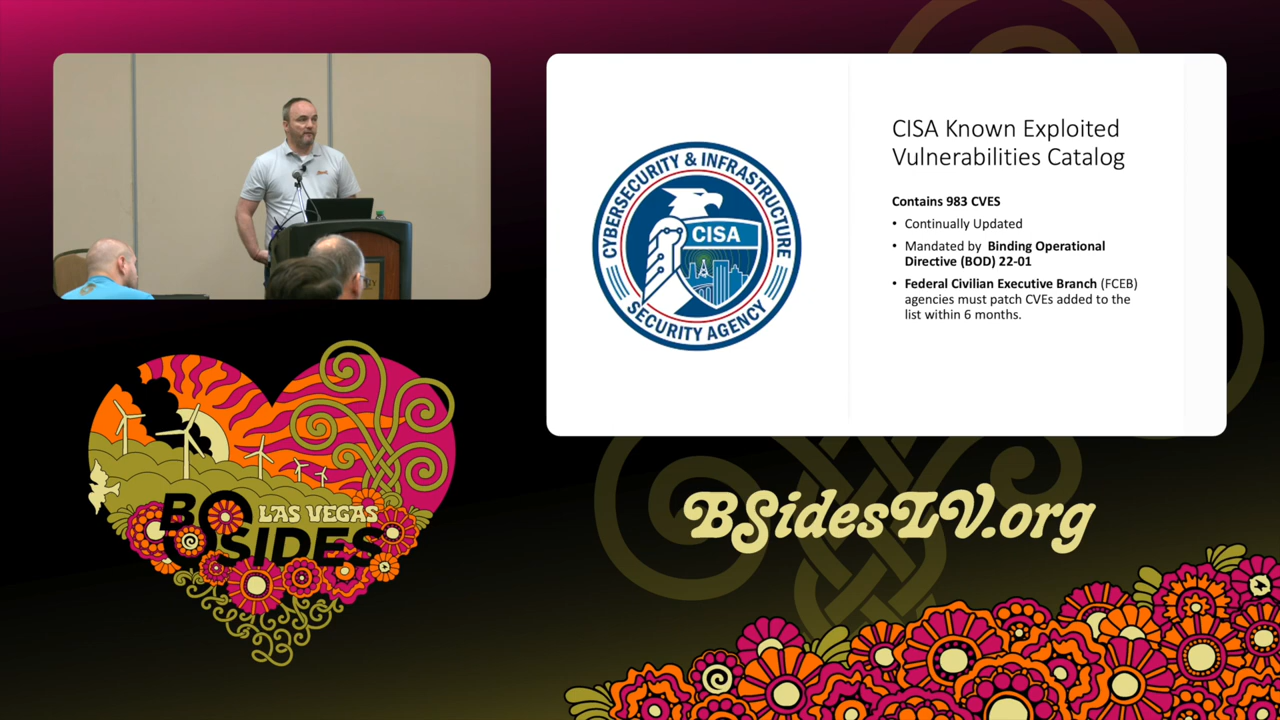 CISA Known Exploited
Vulnerabilities Catalog
Contains 983 CVES
• Continually Updated
• Mandated by Binding Operational
Directive (BOD) 22-01
• Federal Civilian Executive Branch (FCEB)
agencies must patch CVEs added to the
list within 6 months.
CYBERSECURITY & INFRASTRUCTURE
CISA
SECURITY AGENCY
LAS VEGAS
SIDES
23
BSidesLV.org